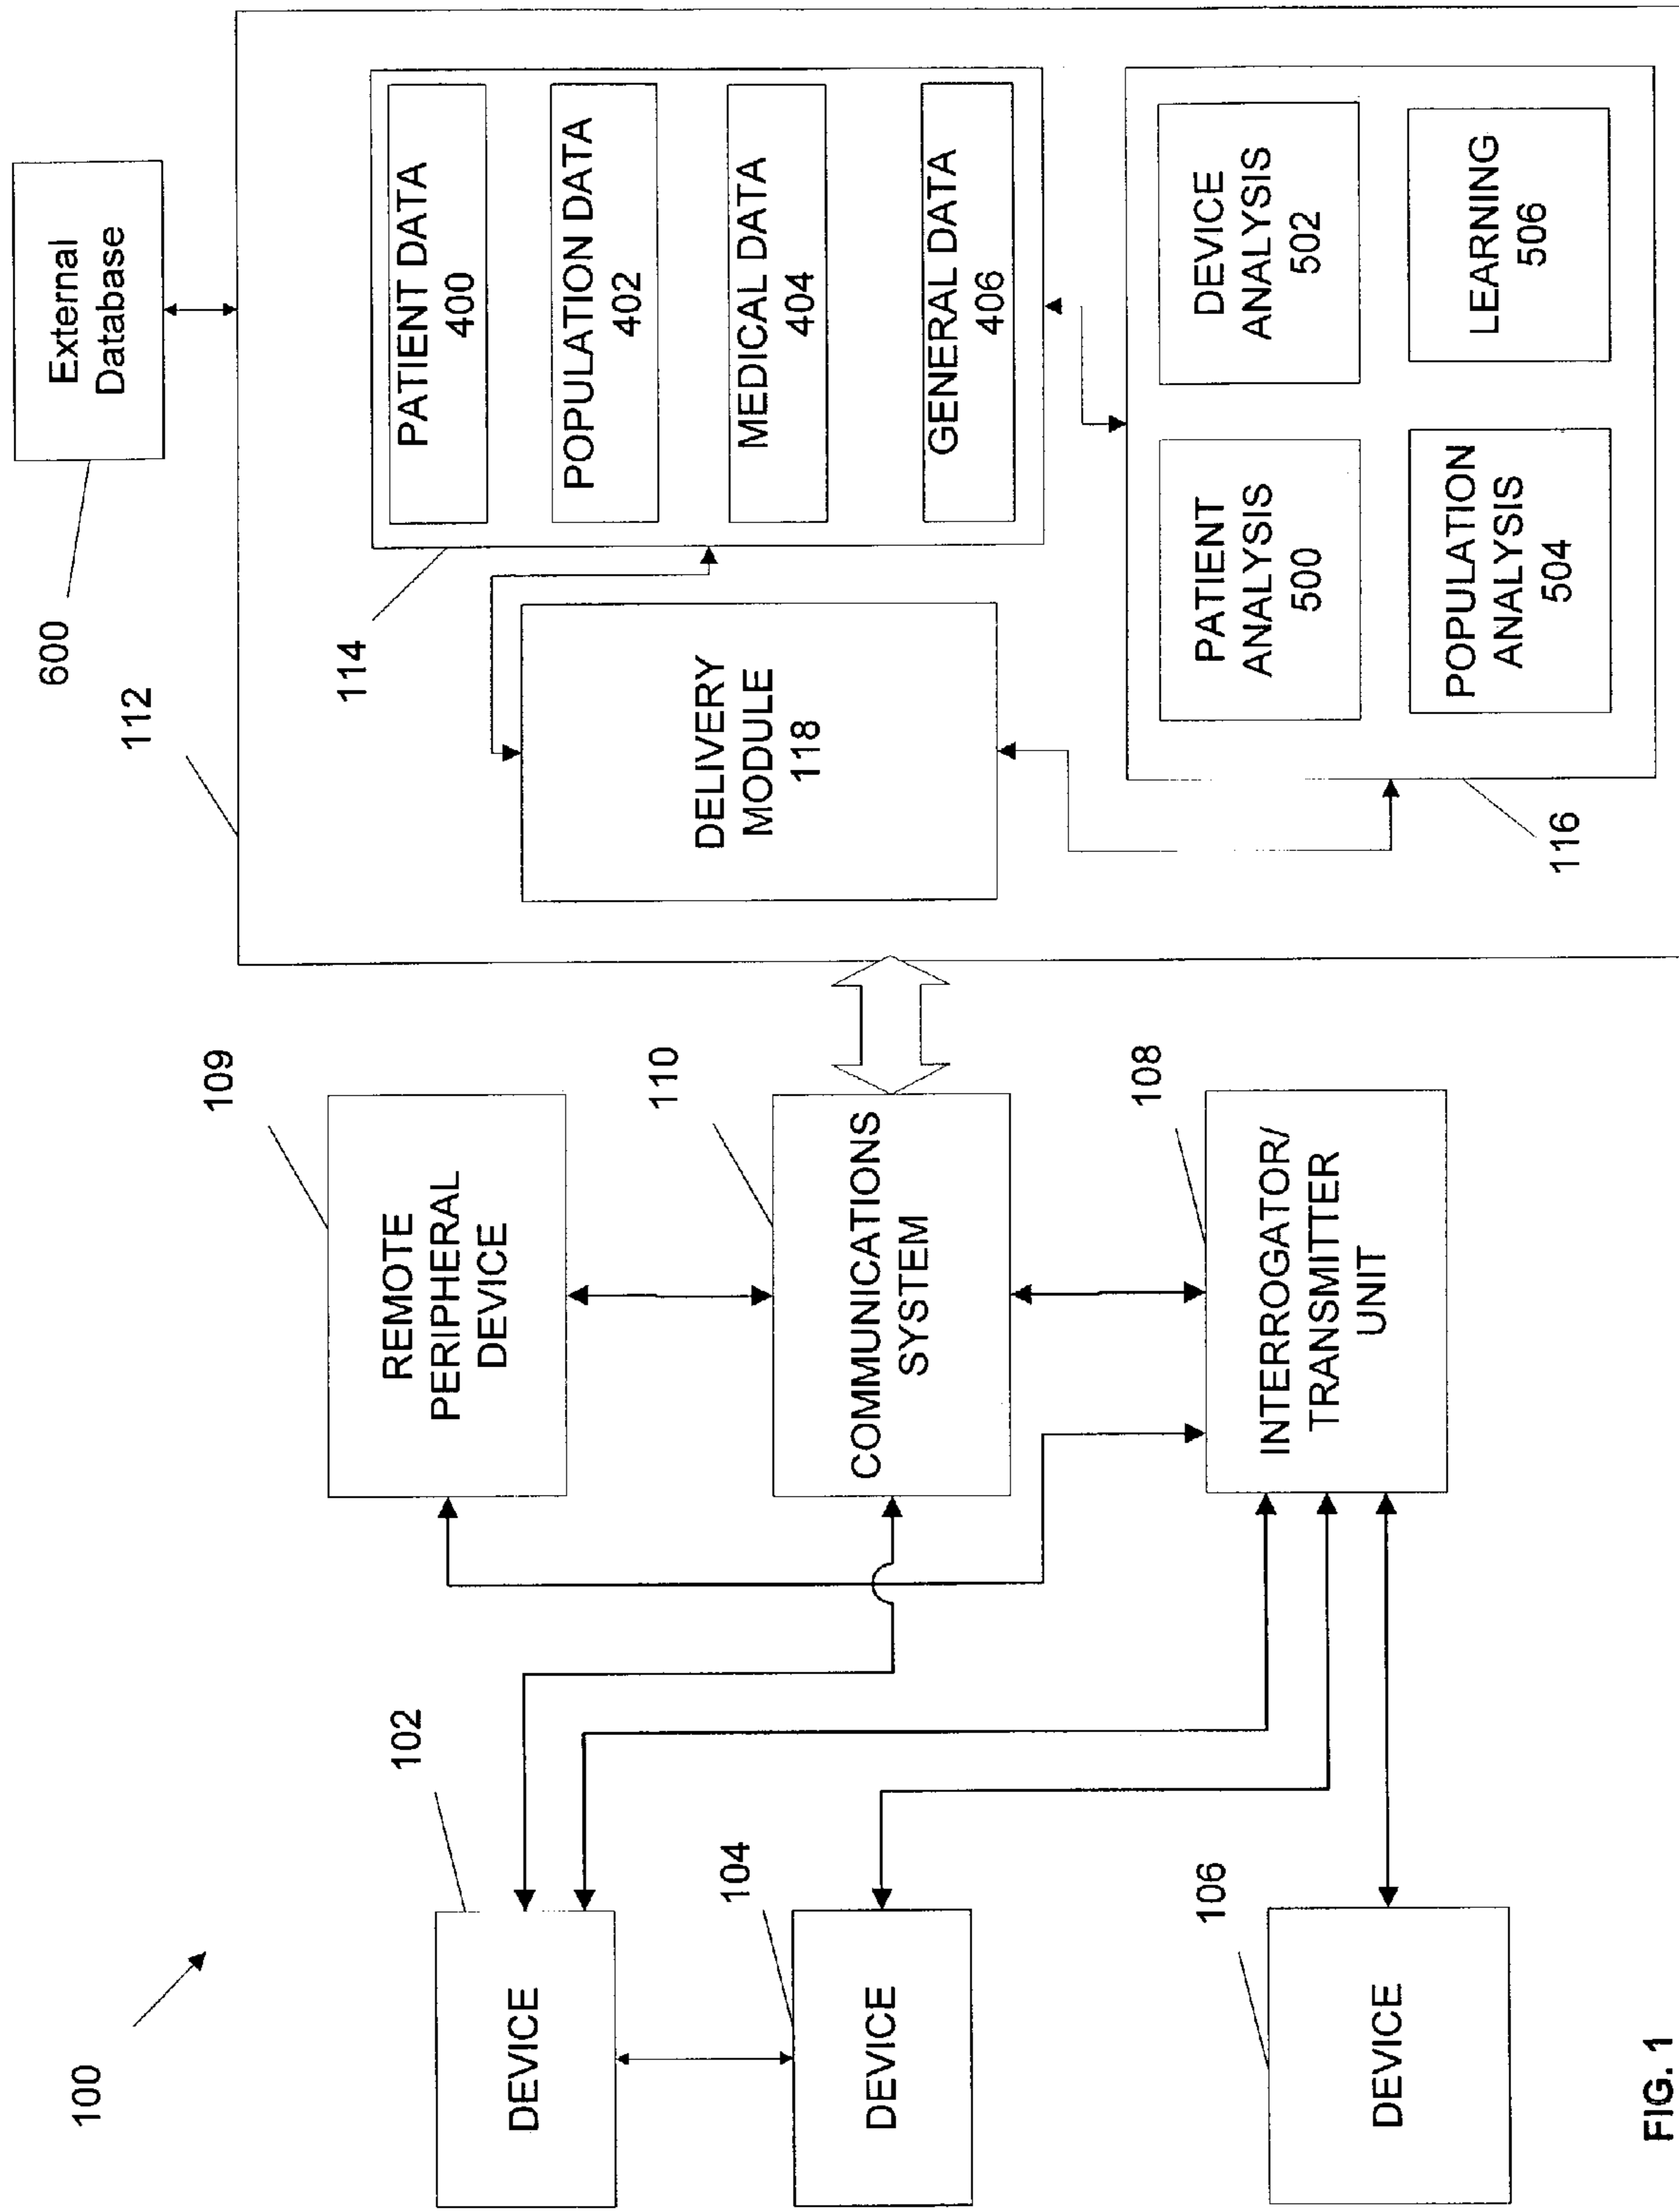 100
102
DEVICE
104
DEVICE
106
DEVICE
109
REMOTE
PERIPHERAL
DEVICE
110
COMMUNICATIONS
SYSTEM
108
INTERROGATOR/
TRANSMITTER
UNIT
600
External
Database
112
114
PATIENT DATA
400
POPULATION DATA
402
MEDICAL DATA
404
GENERAL DATA
406
DELIVERY
MODULE
118
116
PATIENT
ANALYSIS
500
DEVICE
ANALYSIS
502
POPULATION
ANALYSIS
504
LEARNING
506
FIG. 1